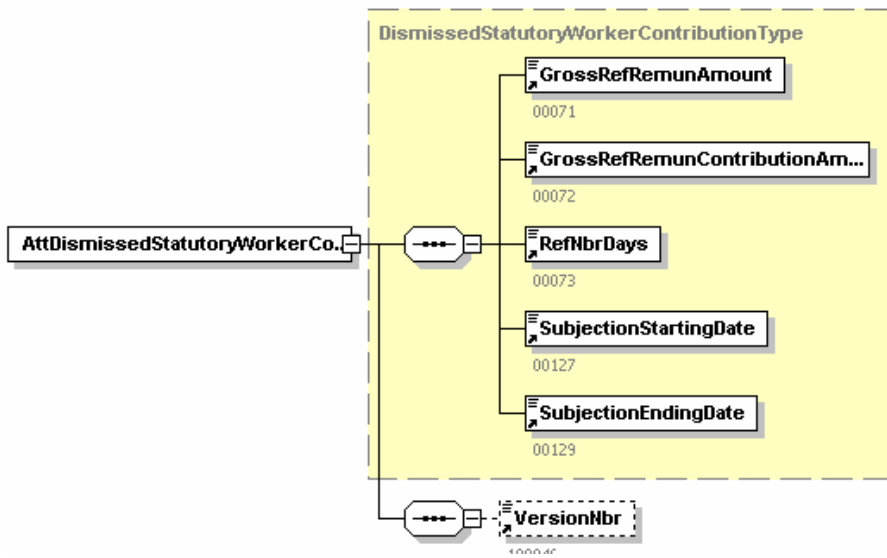 DismissedStatutoryWorkerContributionType
GrossRefRemunAmount
00071
GrossRefRemunContributionAm...
00072
AttDismissedStatutoryWorkerCo...
RefNbrDays
00073
SubjectionStartingDate
00127
SubjectionEndingDate
00129
VersionNbr